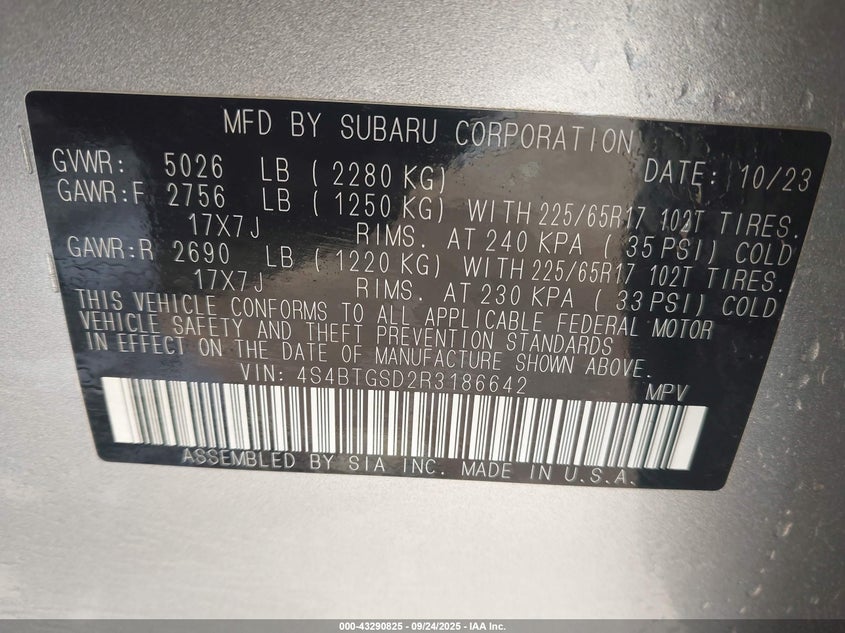 MFD BY SUBARU CORPORATION
GVWR: 5026 LB ( 2280 KG) DATE: 10/23
GAWR:F 2756 LB ( 1250 KG) WITH 225/65R17 102T TIRES.
17X7J RIMS. AT 240 KPA ( 35 PSI) COLD
GAWR:R 2690 LB ( 1220 KG) WITH 225/65R17 102T TIRES.
17X7J RIMS. AT 230 KPA ( 33 PSI) COLD
THIS VEHICLE CONFORMS TO ALL APPLICABLE FEDERAL MOTOR
VEHICLE SAFETY AND THEFT PREVENTION STANDARDS
IN EFFECT ON THE DATE OF MANUFACTURE SHOWN ABOVE.
VIN: 4S4BTGSD2R3186642 MPV
ASSEMBLED BY SIA INC. MADE IN U.S.A.
000-43290825 - 09/24/2025 - IAA Inc.